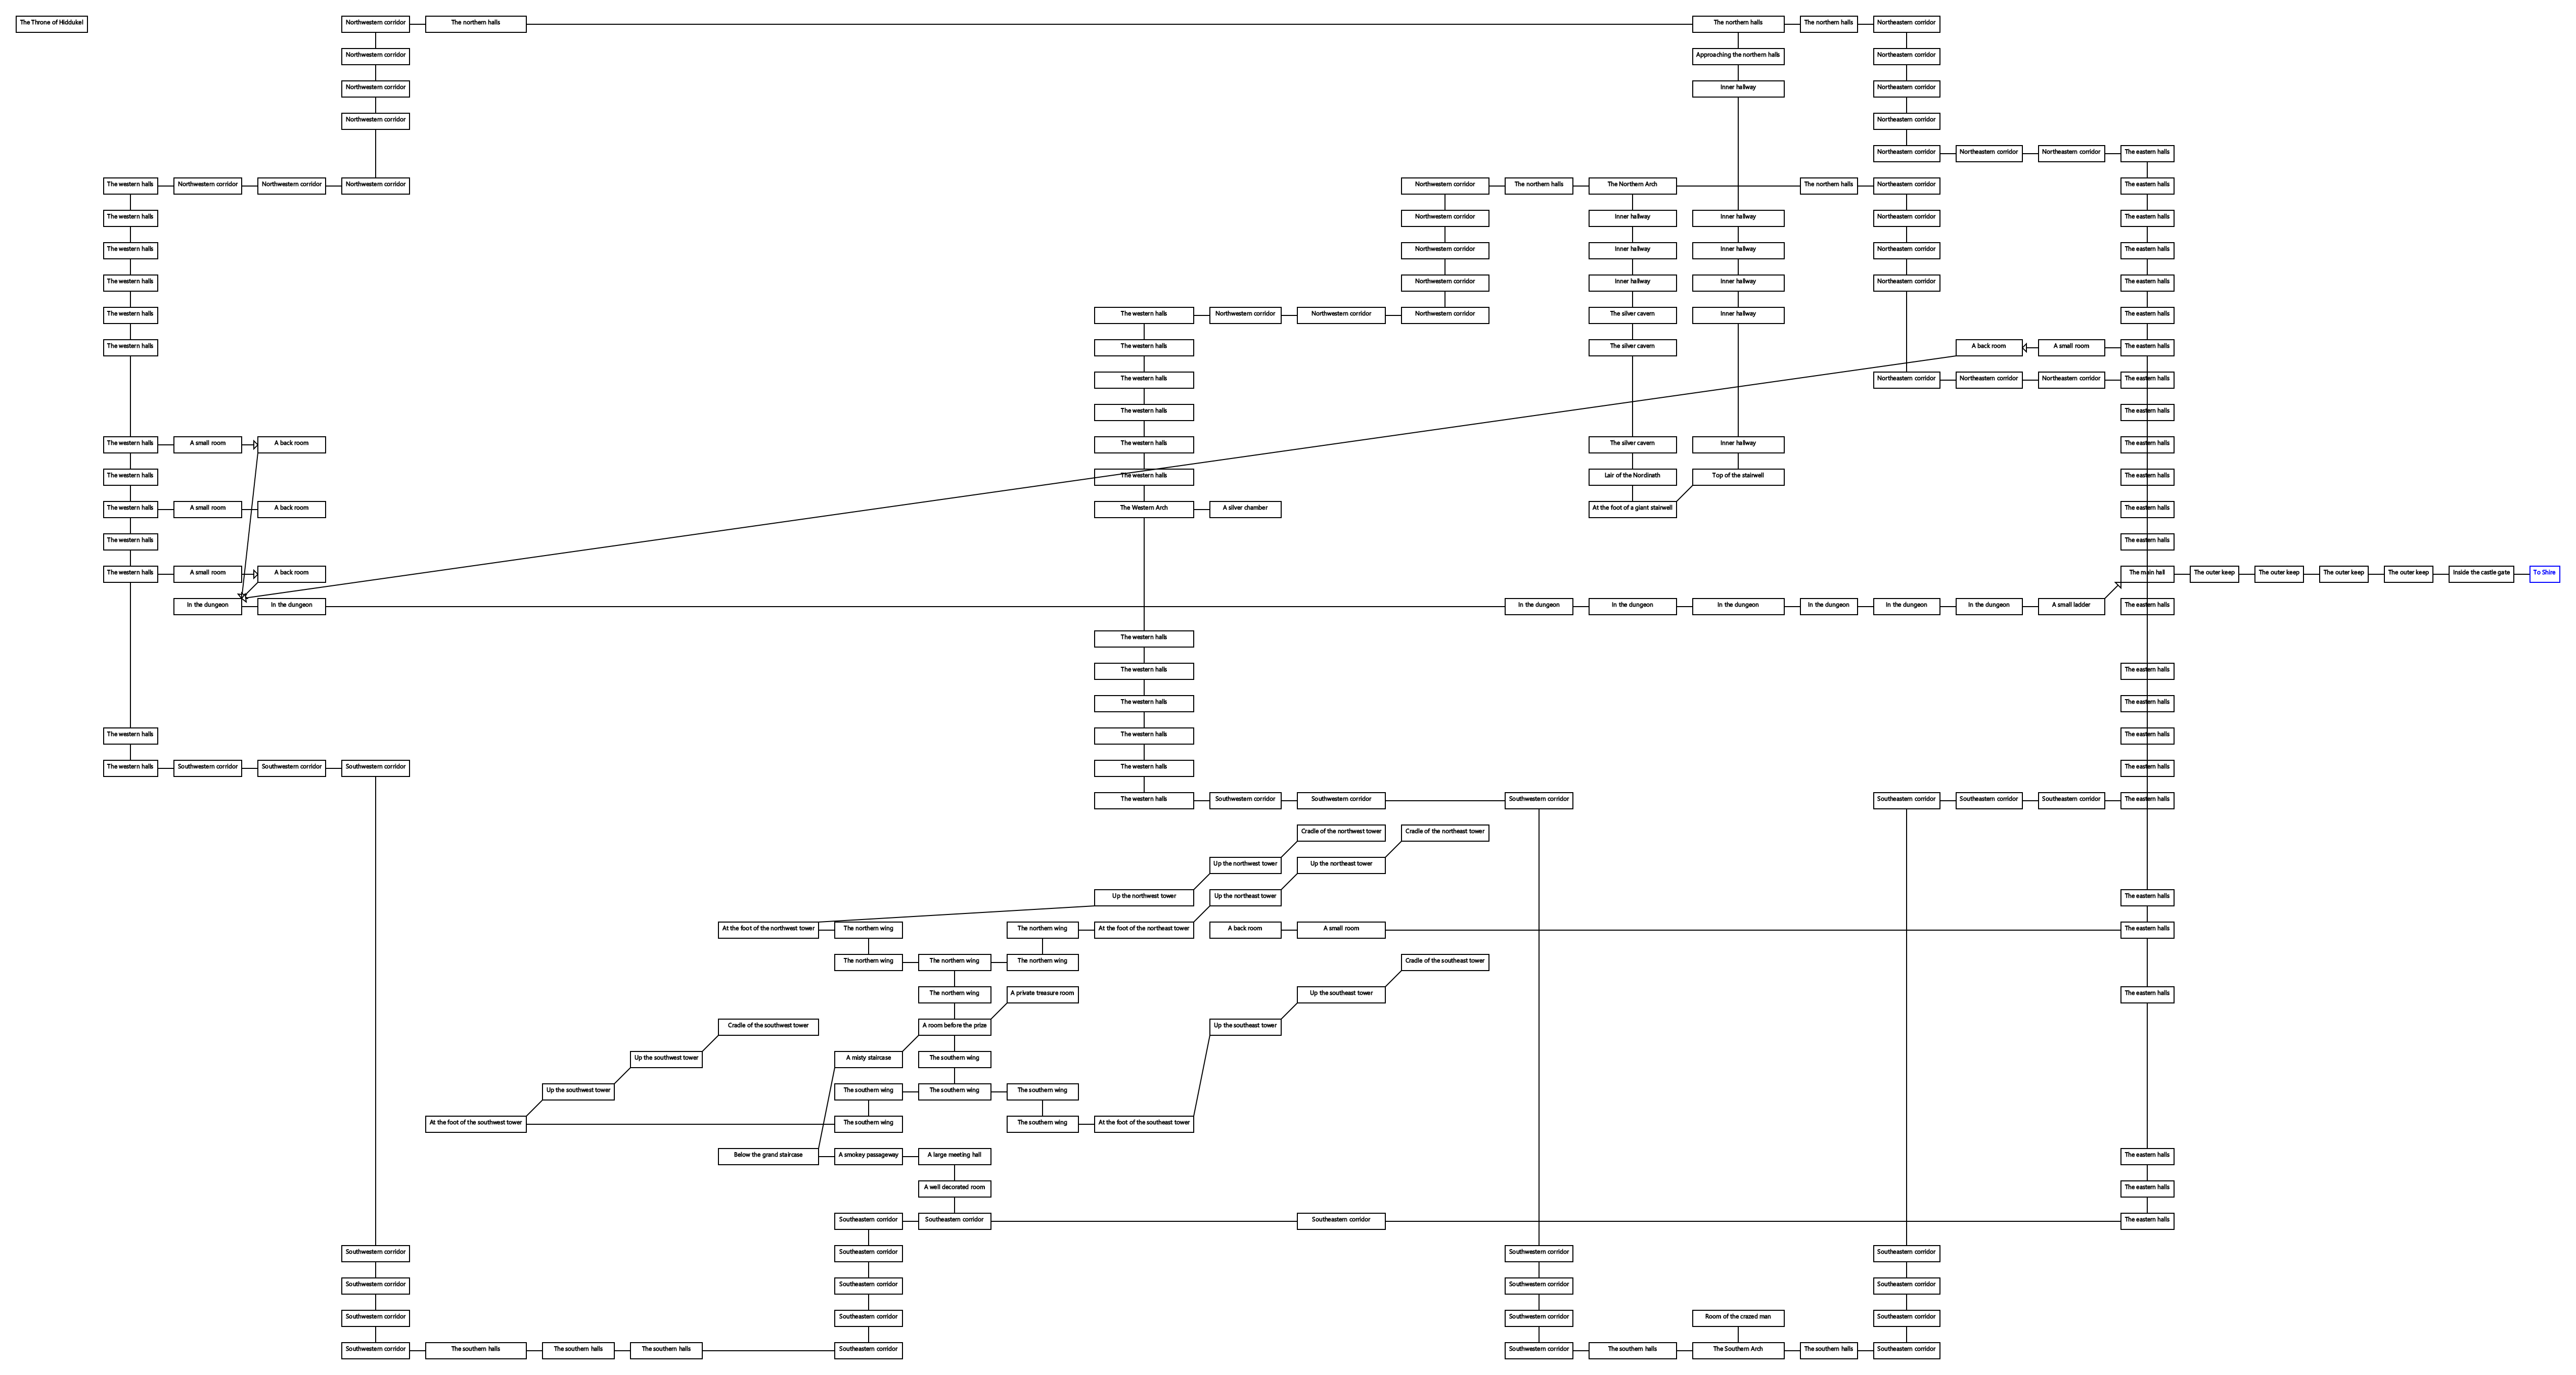 The Throne of Hiddukel
Northwestern corridor
The northern halls
The northern halls
The northern halls
Northeastern corridor
Northwestern corridor
Approaching the northern halls
Northeastern corridor
Northwestern corridor
Inner hallway
Northeastern corridor
Northwestern corridor
Northeastern corridor
Northeastern corridor
Northeastern corridor
Northeastern corridor
The eastern halls
The western halls
Northwestern corridor
Northwestern corridor
Northwestern corridor
Northwestern corridor
The northern halls
The Northern Arch
The northern halls
Northeastern corridor
The eastern halls
The western halls
Northwestern corridor
Inner hallway
Inner hallway
Northeastern corridor
The eastern halls
The western halls
Northwestern corridor
Inner hallway
Inner hallway
Northeastern corridor
The eastern halls
The western halls
Northwestern corridor
Inner hallway
Inner hallway
Northeastern corridor
The eastern halls
The western halls
The western halls
Northwestern corridor
Northwestern corridor
Northwestern corridor
The silver cavern
Inner hallway
The eastern halls
The western halls
The western halls
The silver cavern
A back room
A small room
The eastern halls
The western halls
Northeastern corridor
Northeastern corridor
Northeastern corridor
The eastern halls
The western halls
The eastern halls
The western halls
A small room
A back room
The western halls
The silver cavern
Inner hallway
The eastern halls
The western halls
The western halls
Lair of the Nordinath
Top of the stairwell
The eastern halls
The western halls
A small room
A back room
The Western Arch
A silver chamber
At the foot of a giant stairwell
The eastern halls
The western halls
The eastern halls
The western halls
A small room
A back room
The main hall
The outer keep
The outer keep
The outer keep
The outer keep
Inside the castle gate
To Shire
In the dungeon
In the dungeon
In the dungeon
In the dungeon
In the dungeon
In the dungeon
In the dungeon
In the dungeon
A small ladder
The eastern halls
The western halls
The western halls
The eastern halls
The western halls
The eastern halls
The western halls
The western halls
The eastern halls
The western halls
Southwestern corridor
Southwestern corridor
Southwestern corridor
The western halls
The eastern halls
The western halls
Southwestern corridor
Southwestern corridor
Southwestern corridor
Southeastern corridor
Southeastern corridor
Southeastern corridor
The eastern halls
Cradle of the northwest tower
Cradle of the northeast tower
Up the northwest tower
Up the northeast tower
Up the northwest tower
Up the northeast tower
The eastern halls
At the foot of the northwest tower
The northern wing
The northern wing
At the foot of the northeast tower
A back room
A small room
The eastern halls
The northern wing
The northern wing
The northern wing
Cradle of the southeast tower
The northern wing
A private treasure room
Up the southeast tower
The eastern halls
Cradle of the southwest tower
A room before the prize
Up the southeast tower
Up the southwest tower
A misty staircase
The southern wing
Up the southwest tower
The southern wing
The southern wing
The southern wing
At the foot of the southwest tower
The southern wing
The southern wing
At the foot of the southeast tower
Below the grand staircase
A smokey passageway
A large meeting hall
The eastern halls
A well decorated room
The eastern halls
Southeastern corridor
Southeastern corridor
Southeastern corridor
The eastern halls
Southwestern corridor
Southeastern corridor
Southwestern corridor
Southeastern corridor
Southwestern corridor
Southeastern corridor
Southwestern corridor
Southeastern corridor
Southwestern corridor
Southeastern corridor
Southwestern corridor
Room of the crazed man
Southeastern corridor
Southwestern corridor
The southern halls
The southern halls
The southern halls
Southeastern corridor
Southwestern corridor
The southern halls
The Southern Arch
The southern halls
Southeastern corridor